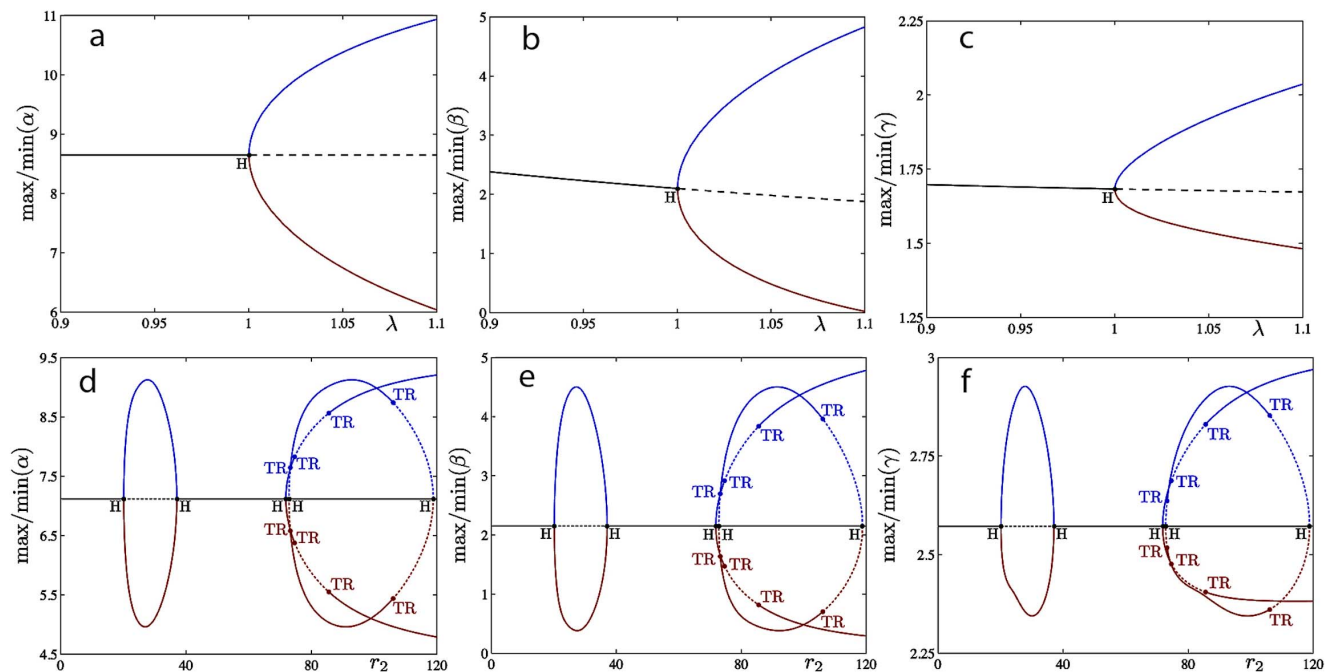 a
max/min(α)
11
10
9
8
7
6
H
0.9
0.95
1
1.05
λ
1.1
b
max/min(β)
5
4
3
2
1
0
H
0.9
0.95
1
1.05
λ
1.1
c
max/min(γ)
2.25
2
1.75
1.5
1.25
H
0.9
0.95
1
1.05
λ
1.1
d
max/min(α)
9.5
8.5
7.5
6.5
5.5
4.5
TR
TR
TR TR
H
H
H
H
H
TR
TR
TR
TR
0
40
80
r₂
120
e
max/min(β)
5
4
3
2
1
0
TR
TR
TR
TR
H
H
H
H
H
TR
TR
TR
TR
0
40
80
r₂
120
f
max/min(γ)
3
2.75
2.5
2.25
TR
TR
TR
TR
H
H
H
H
H
TR
TR
TR
TR
0
40
80
r₂
120